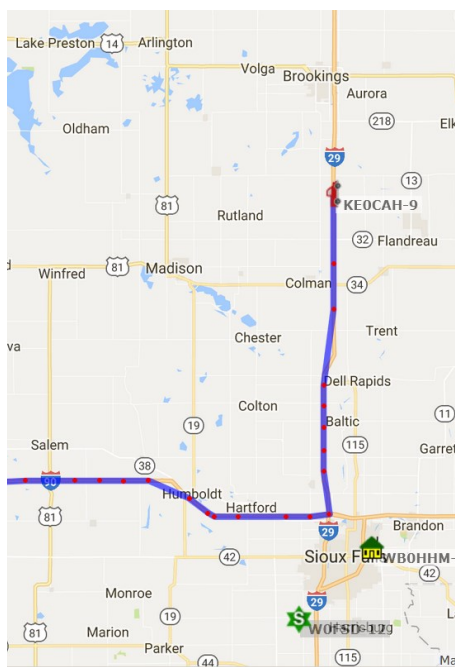 Lake Preston
14
Arlington
81
Volga
Brookings
Aurora
Oldham
218
29
13
KE0CAH-9
81
Rutland
32
Flandreau
Winfred
81
Madison
Colman
34
Chester
Trent
Dell Rapids
Colton
Baltic
11
19
115
Salem
38
Garret
90
Humboldt
81
Hartford
29
Brandon
42
Sioux Fa
WB0HHM-
42
Monroe
29
19
W0FSD-12
81
Marion
115
Parker
44